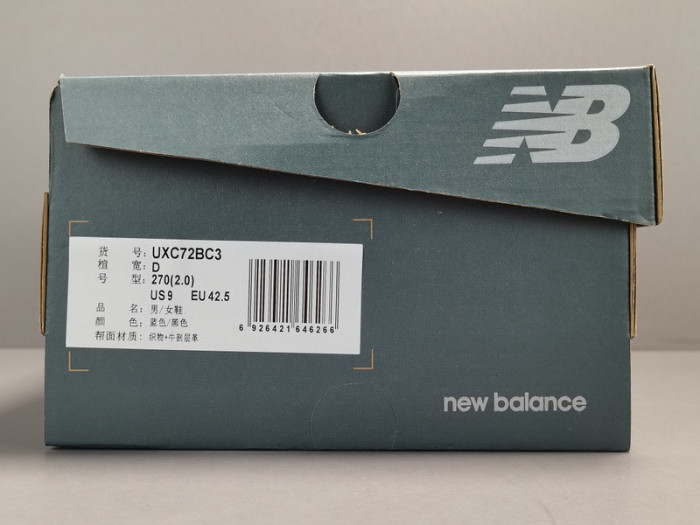 NB
货 号: UXC72BC3
楦 宽: D
号 型: 270(2.0)
US 9 EU 42.5
品 名: 男/女鞋
颜 色: 蓝色/黑色
帮面材质: 织物+牛剖层革
6 926421 646266
new balance